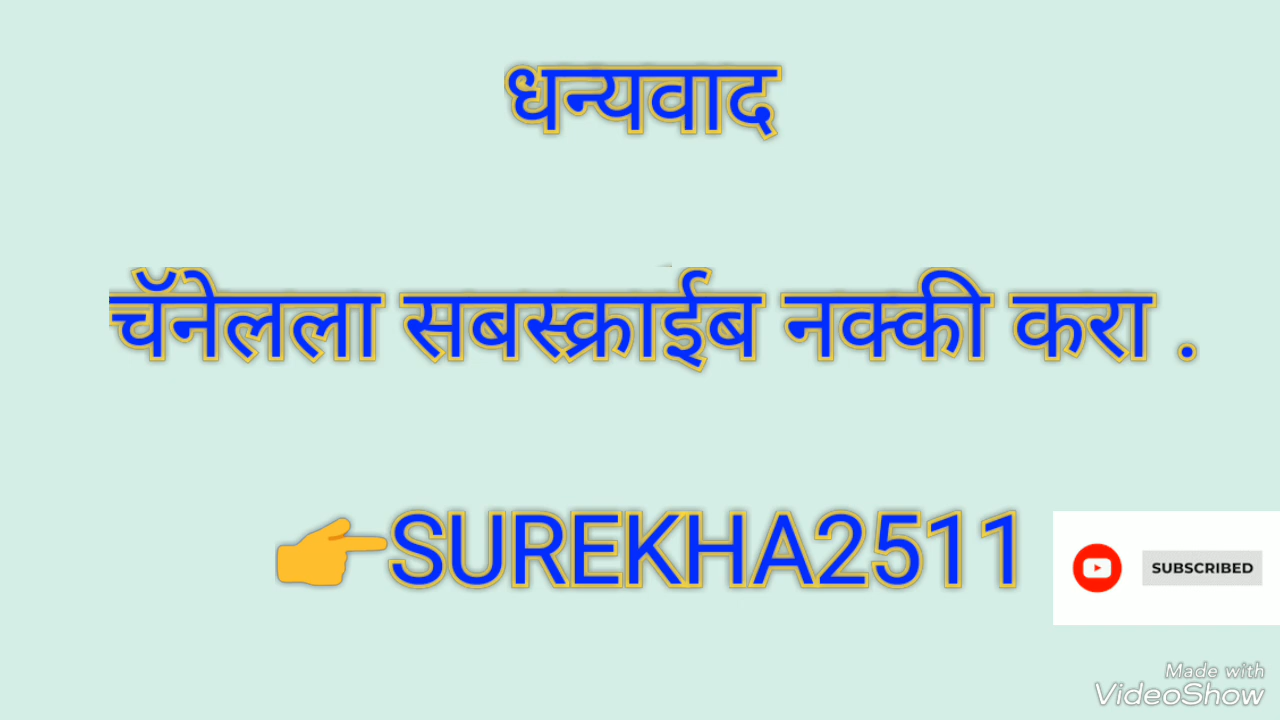 धन्यवाद
चॅनेलला सबस्क्राईब नक्की करा .
👉SUREKHA2511
SUBSCRIBED
Made with
VideoShow